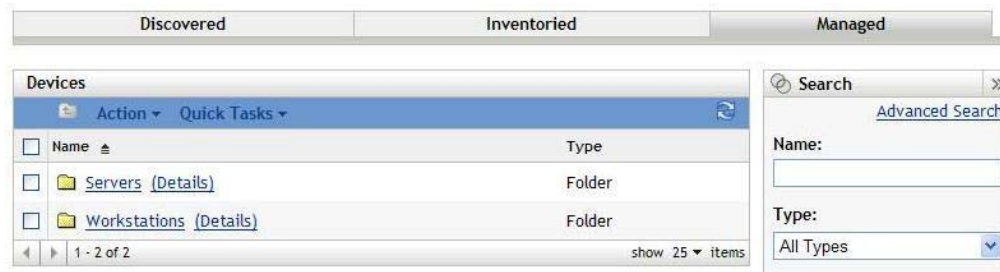 Discovered Inventoried Managed
Devices
Action Quick Tasks
Name Type
Servers (Details) Folder
Workstations (Details) Folder
1 - 2 of 2 show 25 items
Search
Advanced Search
Name:
Type:
All Types